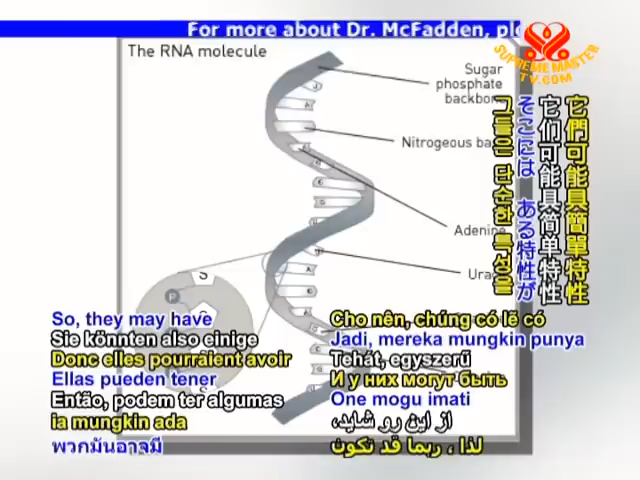 For more about Dr. McFadden,
SUPREME MASTER
TV.COM
The RNA molecule
Sugar
phosphate
backbone
Nitrogeous
Adenine
S
P
So, they may have
Sie könnten also einige
Donc elles pourraient avoir
Ellas pueden tener
Então, podem ter algumas
ia mungkin ada
พวกมันอาจมี
Cho nên, chúng có lẽ có
Jadi, mereka mungkin punya
Tehát, egyszerű
И у них могут быть
One mogu imati
از این رو شاید،
لذا ، ربما قد تكون
它們可能具簡單特性
它们可能具简单特性
そこには ある特性が
그들은 단순한 특성을